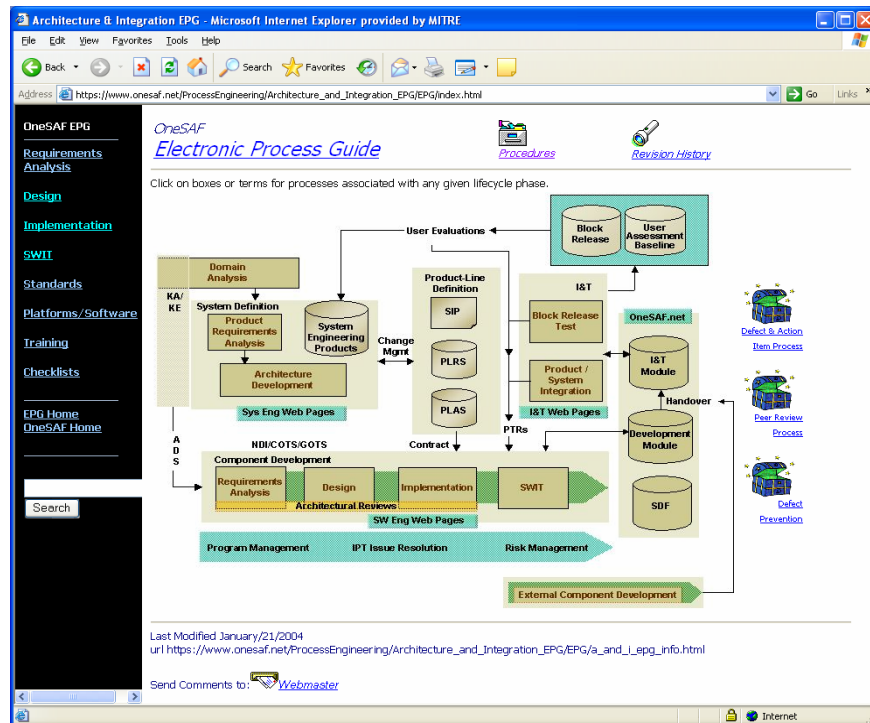 Architecture & Integration EPG - Microsoft Internet Explorer provided by MITRE
File Edit View Favorites Tools Help
Back Search Favorites
Address https://www.onesaf.net/ProcessEngineering/Architecture_and_Integration_EPG/EPG/index.html Go Links »
OneSAF EPG
Requirements
Analysis
Design
Implementation
SWIT
Standards
Platforms/Software
Training
Checklists
EPG Home
OneSAF Home
Search
OneSAF
Electronic Process Guide
Procedures
Revision History
Click on boxes or terms for processes associated with any given lifecycle phase.
User Evaluations
Block
Release
User
Assessment
Baseline
Domain
Analysis
KA/
KE
System Definition
Product
Requirements
Analysis
System
Engineering
Products
Architecture
Development
Sys Eng Web Pages
Change
Mgmt
Product-Line
Definition
SIP
PLRS
PLAS
I&T
Block Release
Test
Product /
System
Integration
I&T Web Pages
OneSAF.net
I&T
Module
Handover
Development
Module
SDF
A
D
S
NDI/COTS/GOTS
Contract
PTRs
Component Development
Requirements
Analysis
Design
Implementation
SWIT
Architectural Reviews
SW Eng Web Pages
Program Management IPT Issue Resolution Risk Management
External Component Development
Defect & Action
Item Process
Peer Review
Process
Defect
Prevention
Last Modified January/21/2004
url https://www.onesaf.net/ProcessEngineering/Architecture_and_Integration_EPG/EPG/a_and_i_epg_info.html
Send Comments to: Webmaster
Internet